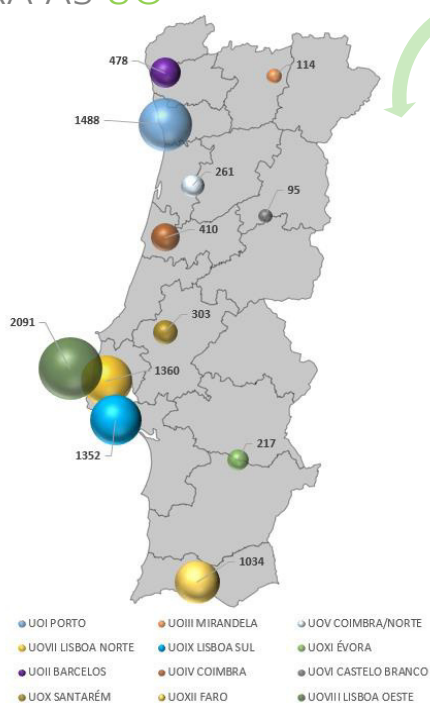 AS UO
478
114
1488
261
95
410
303
2091
1360
1352
217
1034
UOI PORTO UOIII MIRANDELA UOV COIMBRA/NORTE
UOVII LISBOA NORTE UOIX LISBOA SUL UOXI ÉVORA
UOII BARCELOS UOIV COIMBRA UOVI CASTELO BRANCO
UOX SANTARÉM UOXII FARO UOVIII LISBOA OESTE